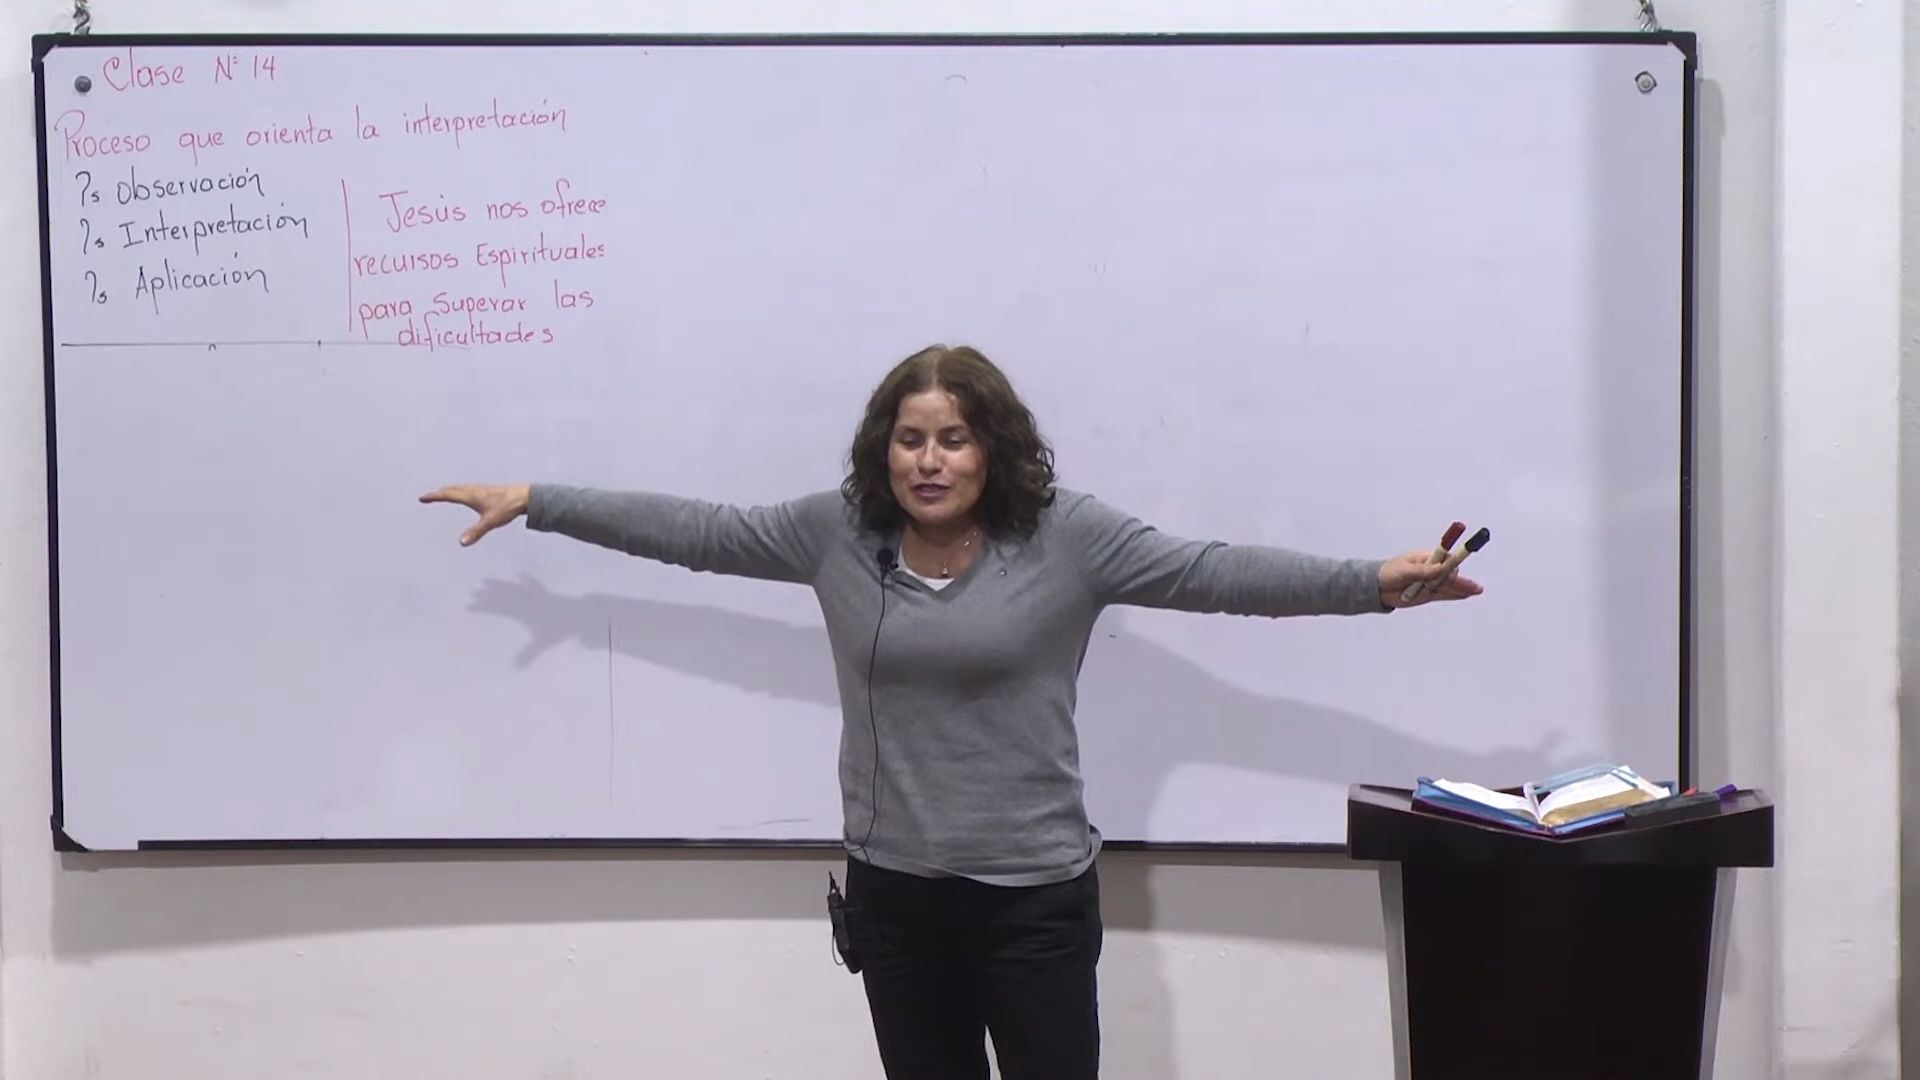 Clase N° 14
Proceso que orienta la interpretación
?s Observación
?s Interpretación
?s Aplicación
Jesús nos ofrece
recursos Espirituales
para Superar las
dificultades